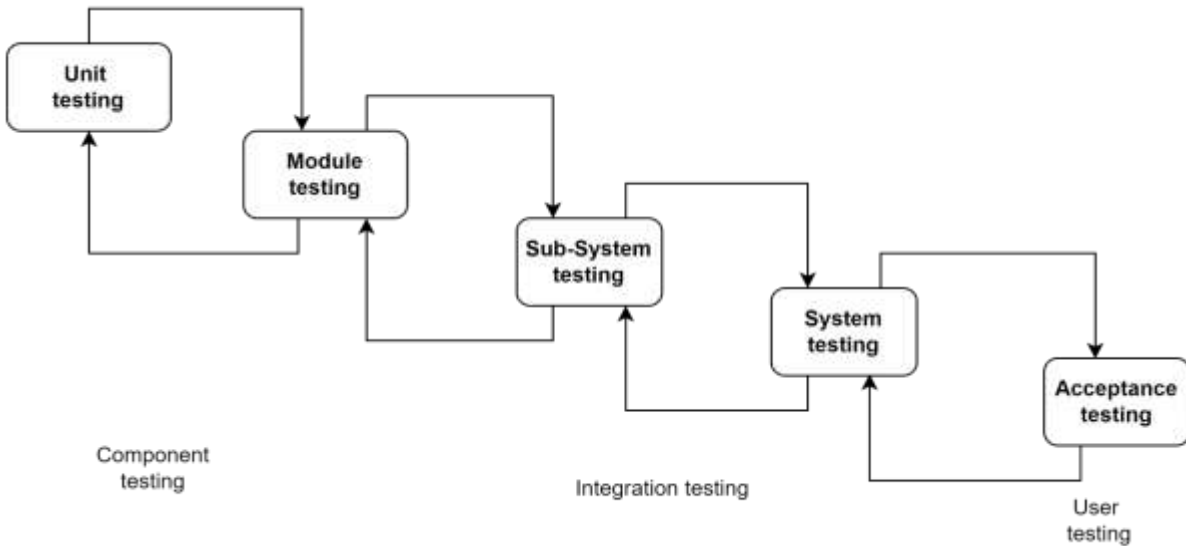 Unit
testing
Module
testing
Sub-System
testing
System
testing
Acceptance
testing
Component
testing
Integration testing
User
testing